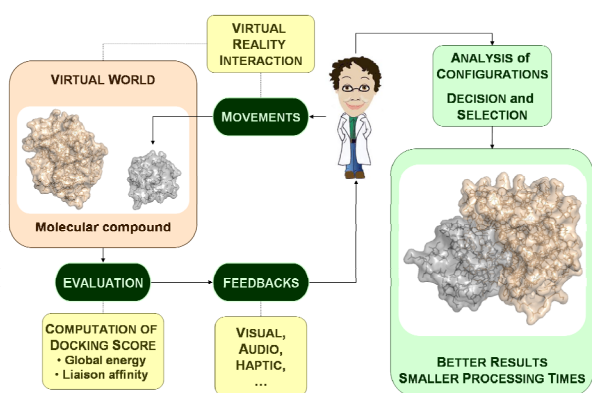 VIRTUAL
REALITY
INTERACTION
VIRTUAL WORLD
MOVEMENTS
Molecular compound
EVALUATION
FEEDBACKS
COMPUTATION OF
DOCKING SCORE
• Global energy
• Liaison affinity
VISUAL,
AUDIO,
HAPTIC,
...
ANALYSIS of
CONFIGURATIONS
DECISION and
SELECTION
BETTER RESULTS
SMALLER PROCESSING TIMES